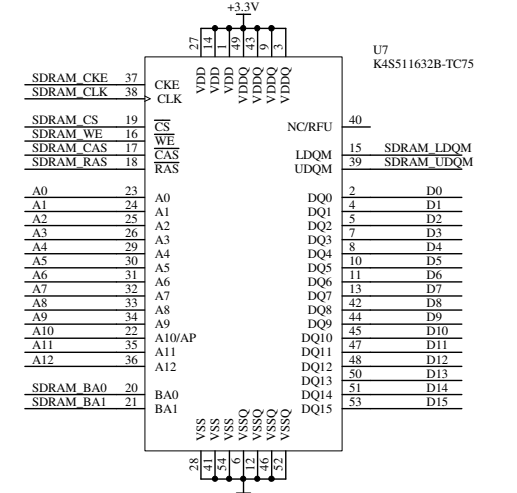 +3.3V
27 14 1 49 43 9 3
VDD VDD VDD VDDQ VDDQ VDDQ VDDQ
U7
K4S511632B-TC75
SDRAM_CKE 37 CKE
SDRAM_CLK 38 CLK
SDRAM_CS 19 CS NC/RFU 40
SDRAM_WE 16 WE
SDRAM_CAS 17 CAS LDQM 15 SDRAM_LDQM
SDRAM_RAS 18 RAS UDQM 39 SDRAM_UDQM
A0 23 A0 DQ0 2 D0
A1 24 A1 DQ1 4 D1
A2 25 A2 DQ2 5 D2
A3 26 A3 DQ3 7 D3
A4 29 A4 DQ4 8 D4
A5 30 A5 DQ5 10 D5
A6 31 A6 DQ6 11 D6
A7 32 A7 DQ7 13 D7
A8 33 A8 DQ8 42 D8
A9 34 A9 DQ9 44 D9
A10 22 A10/AP DQ10 45 D10
A11 35 A11 DQ11 47 D11
A12 36 A12 DQ12 48 D12
DQ13 50 D13
SDRAM_BA0 20 BA0 DQ14 51 D14
SDRAM_BA1 21 BA1 DQ15 53 D15
VSS VSS VSS VSSQ VSSQ VSSQ VSSQ
28 41 54 6 12 46 52